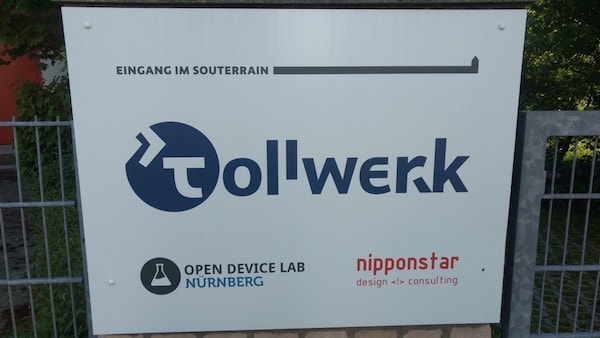 EINGANG IM SOUTERRAIN
tollwerk
OPEN DEVICE LAB
NÜRNBERG
nipponstar
design <!> consulting